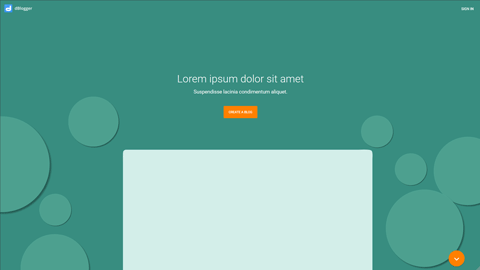 dBlogger
SIGN IN
Lorem ipsum dolor sit amet
Suspendisse lacinia condimentum aliquet.
CREATE A BLOG